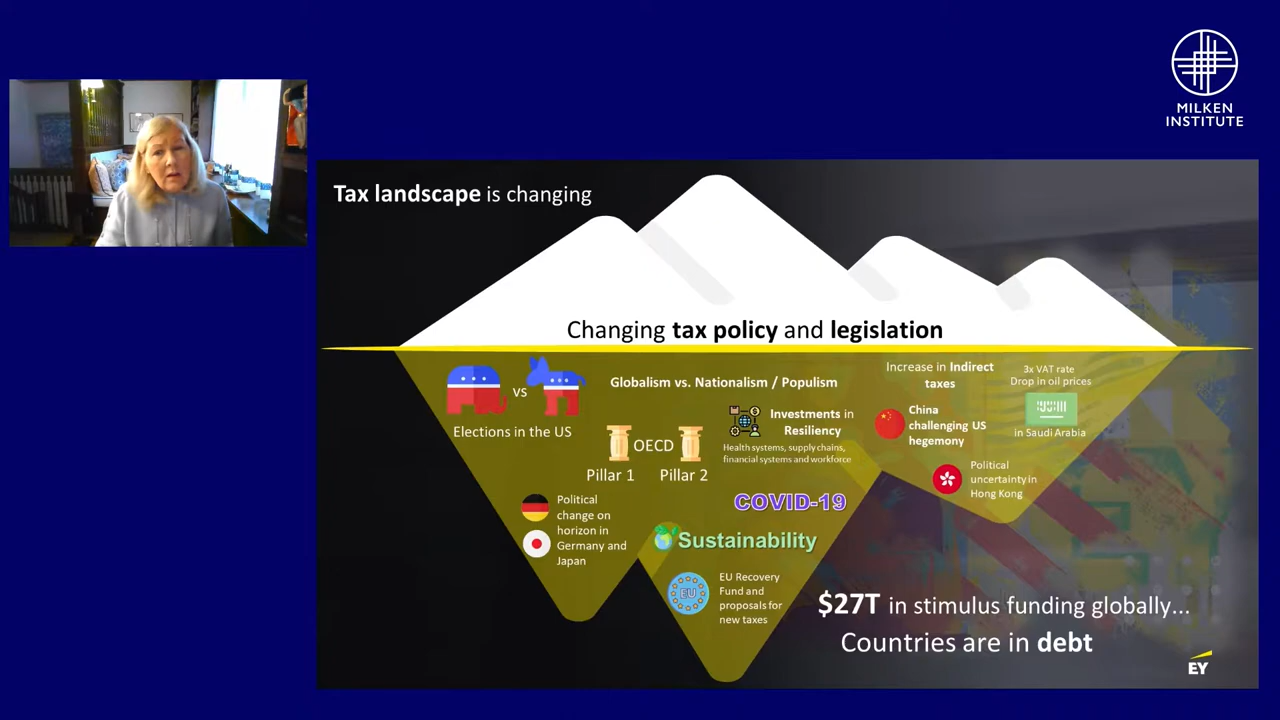 MILKEN
INSTITUTE
Tax landscape is changing
Changing tax policy and legislation
vs
Elections in the US
Globalism vs. Nationalism / Populism
OECD
Pillar 1
Pillar 2
Investments in
Resiliency
Health systems, supply chains,
financial systems and workforce
Increase in Indirect
taxes
China
challenging US
hegemony
3x VAT rate
Drop in oil prices
in Saudi Arabia
Political
uncertainty in
Hong Kong
Political
change on
horizon in
Germany and
Japan
COVID-19
Sustainability
EU
EU Recovery
Fund and
proposals for
new taxes
$27T in stimulus funding globally...
Countries are in debt
EY